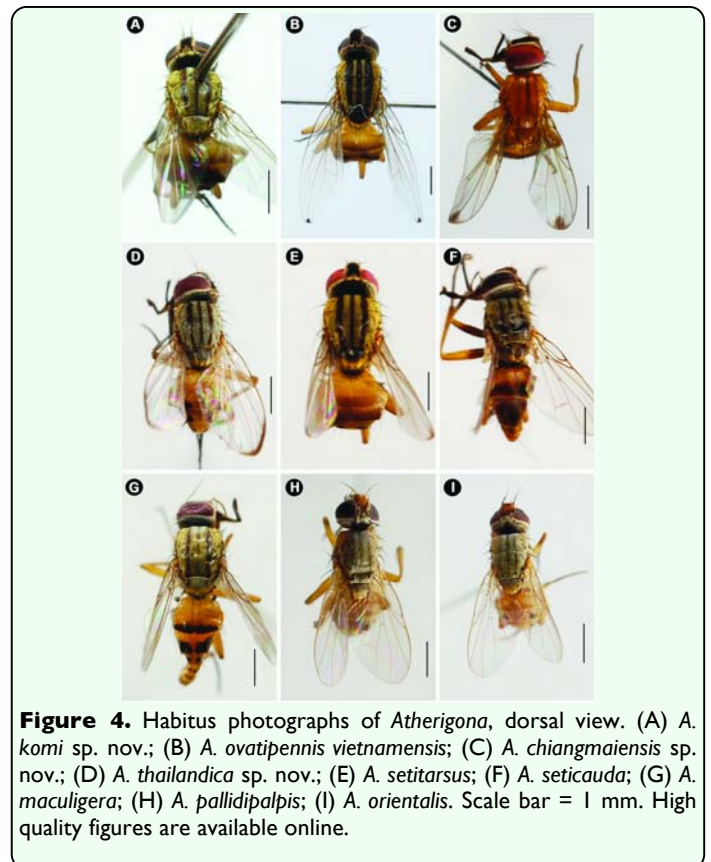 A
B
C
D
E
F
G
H
I
Figure 4. Habitus photographs of Atherigona, dorsal view. (A) A.
komi sp. nov.; (B) A. ovatipennis vietnamensis; (C) A. chiangmaiensis sp.
nov.; (D) A. thailandica sp. nov.; (E) A. setitarsus; (F) A. seticauda; (G) A.
maculigera; (H) A. pallidipalpis; (I) A. orientalis. Scale bar = 1 mm. High
quality figures are available online.